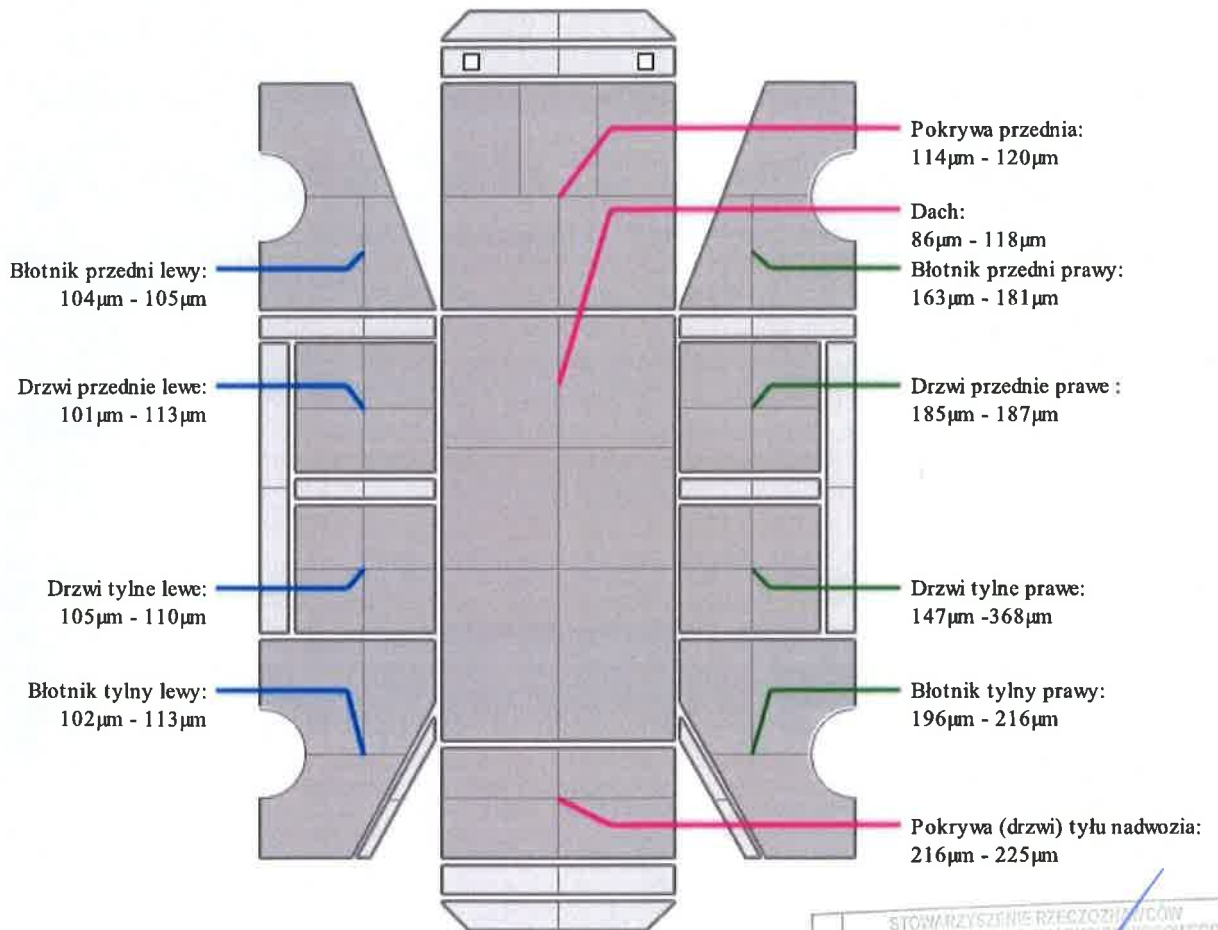 Pokrywa przednia:
114µm - 120µm
Dach:
86µm - 118µm
Błotnik przedni lewy:
104µm - 105µm
Błotnik przedni prawy:
163µm - 181µm
Drzwi przednie lewe:
101µm - 113µm
Drzwi przednie prawe :
185µm - 187µm
Drzwi tylne lewe:
105µm - 110µm
Drzwi tylne prawe:
147µm -368µm
Błotnik tylny lewy:
102µm - 113µm
Błotnik tylny prawy:
196µm - 216µm
Pokrywa (drzwi) tyłu nadwozia:
216µm - 225µm
STOWARZYSZENIE RZECZOZNAWCÓW